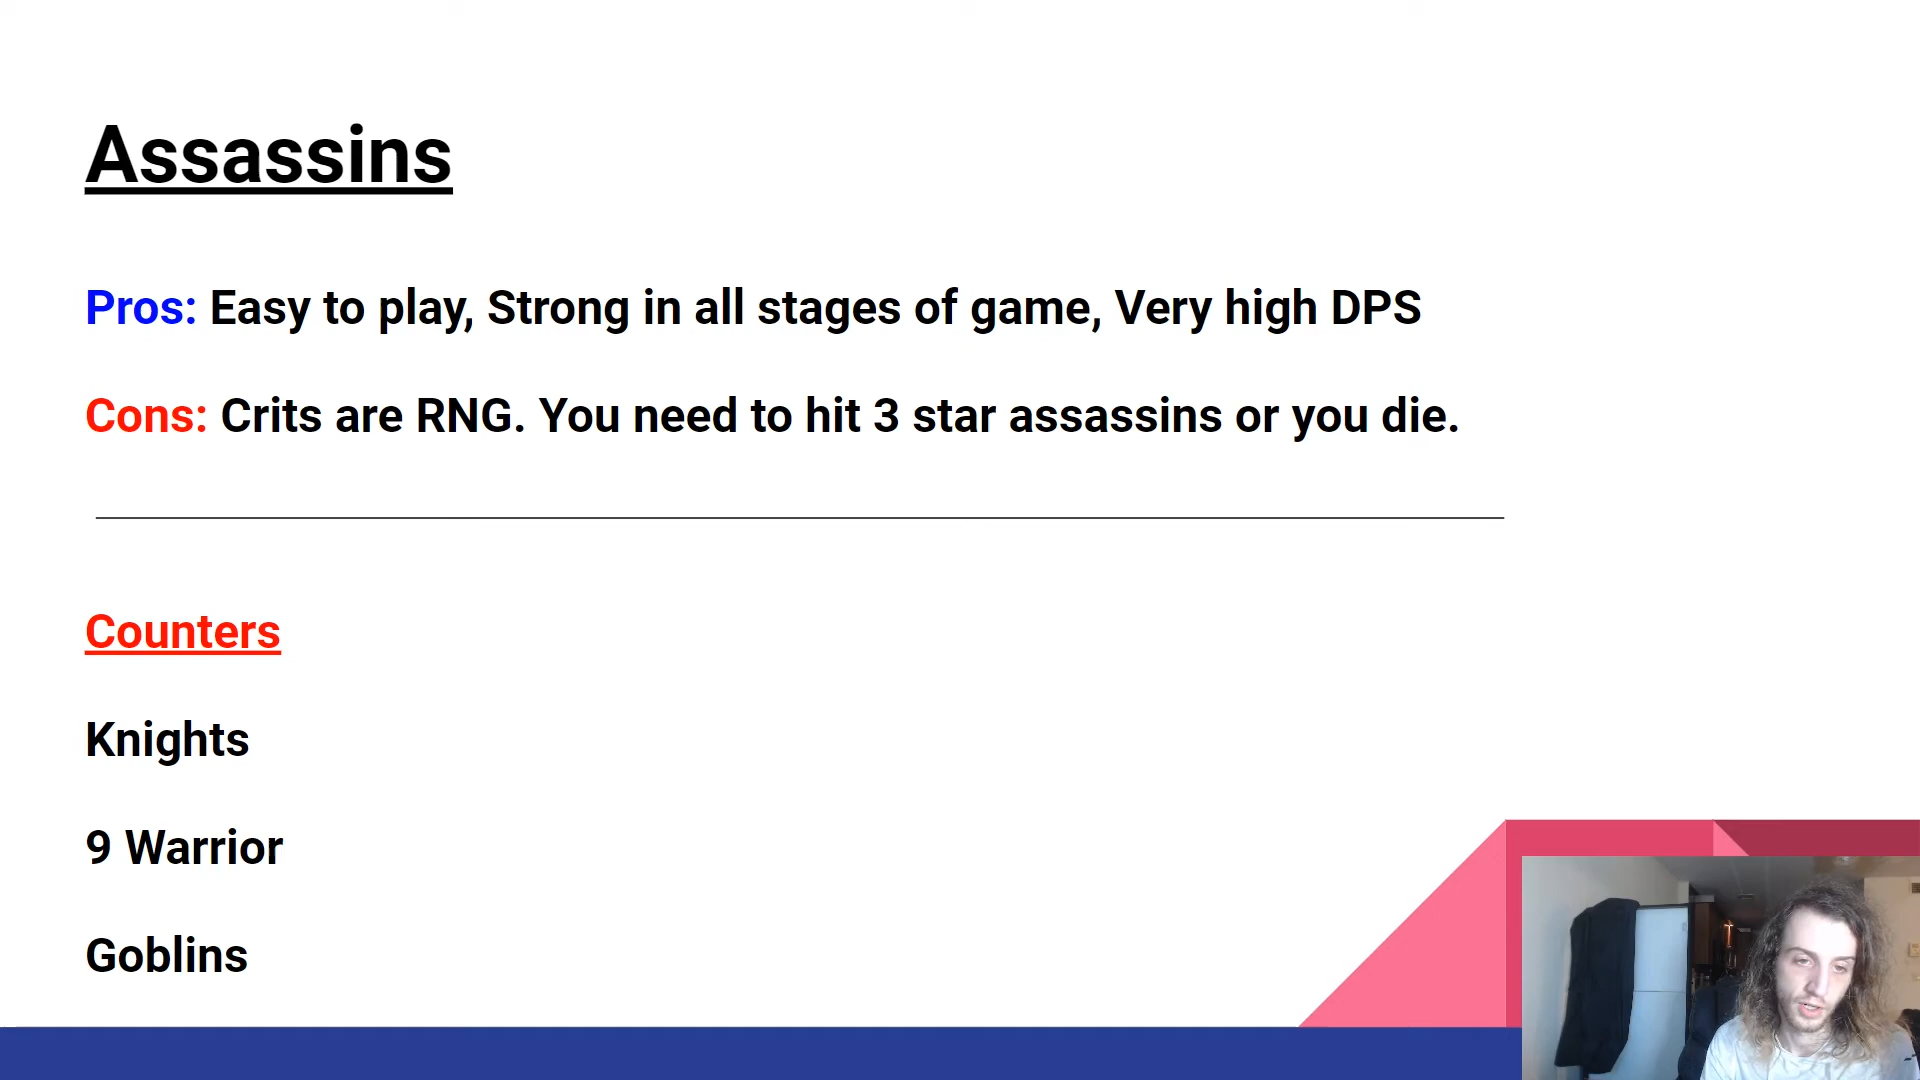 Assassins
Pros: Easy to play, Strong in all stages of game, Very high DPS
Cons: Crits are RNG. You need to hit 3 star assassins or you die.
Counters
Knights
9 Warrior
Goblins